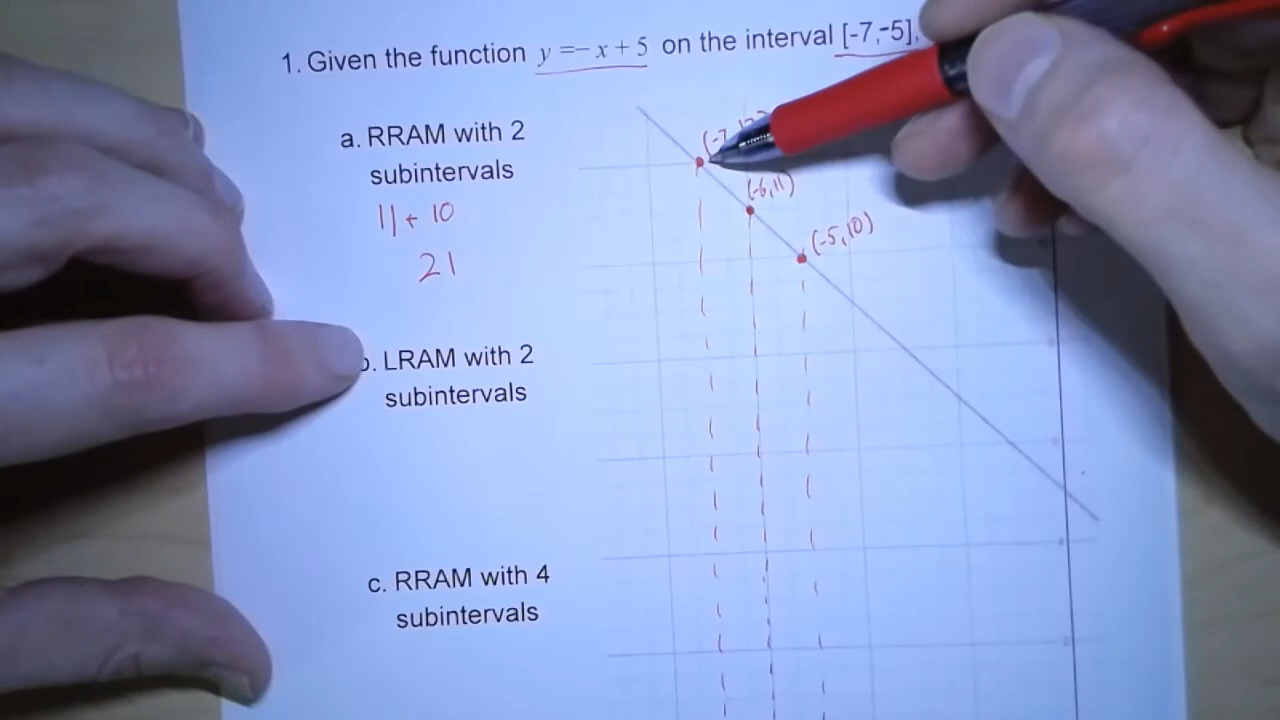 1. Given the function y =− x + 5 on the interval [-7,-5],
a. RRAM with 2
subintervals
11 + 10
21
(-6,11)
(-5,10)
LRAM with 2
subintervals
c. RRAM with 4
subintervals